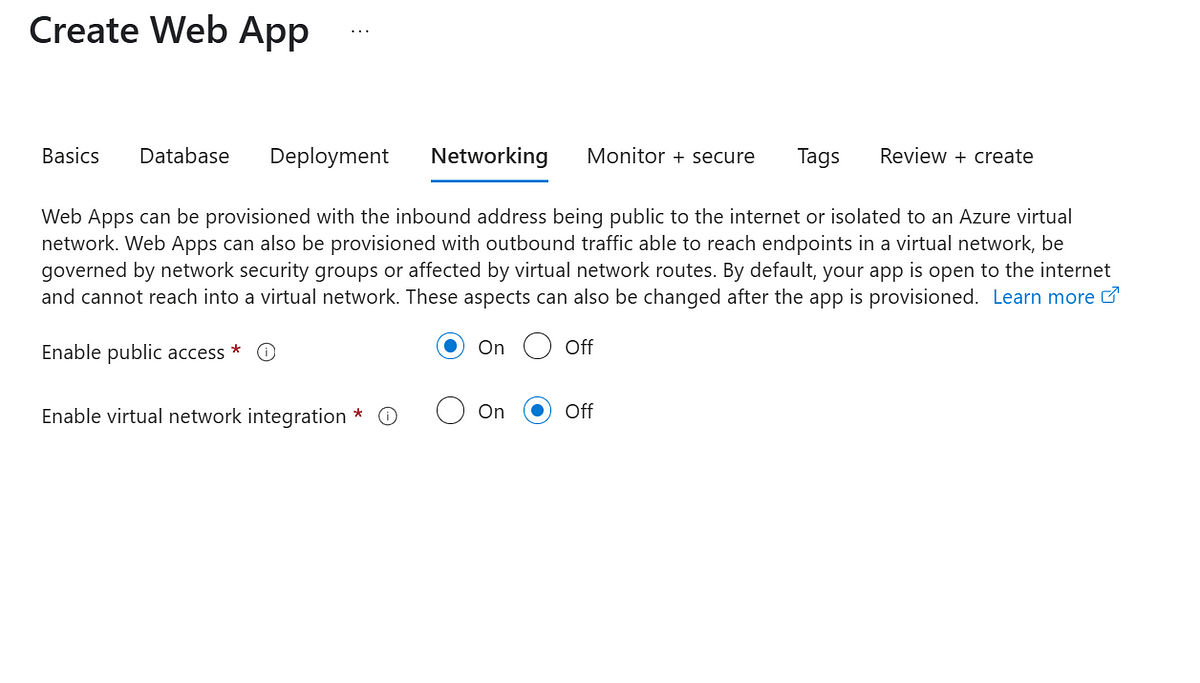 Create Web App ...
Basics Database Deployment Networking Monitor + secure Tags Review + create
Web Apps can be provisioned with the inbound address being public to the internet or isolated to an Azure virtual
network. Web Apps can also be provisioned with outbound traffic able to reach endpoints in a virtual network, be
governed by network security groups or affected by virtual network routes. By default, your app is open to the internet
and cannot reach into a virtual network. These aspects can also be changed after the app is provisioned. Learn more
Enable public access * On Off
Enable virtual network integration * On Off